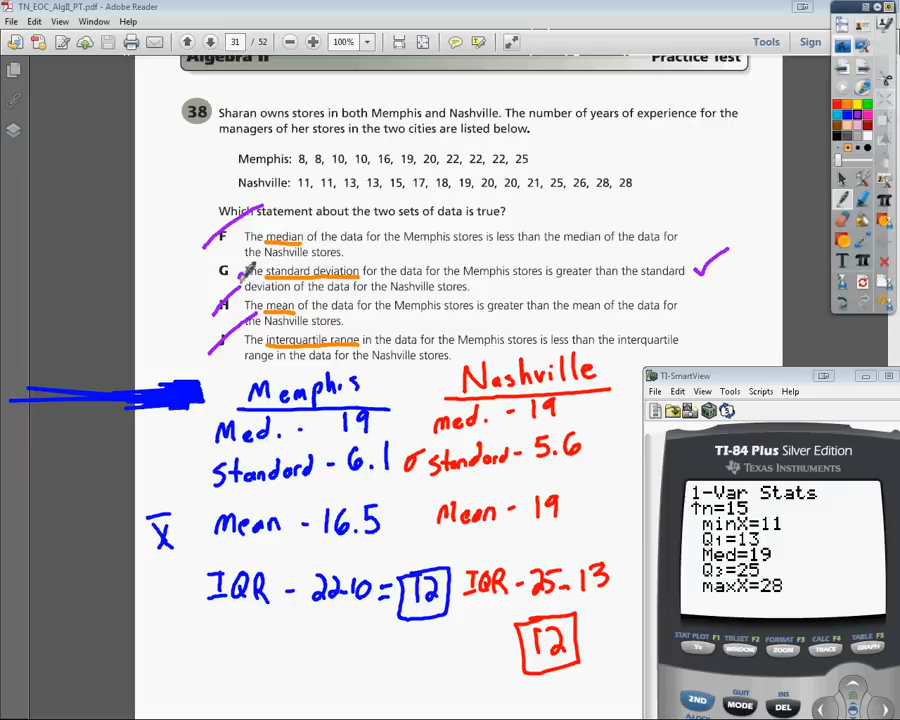 TN_EOC_AlgII_PT.pdf - Adobe Reader
File Edit View Window Help
31 / 52 100% Tools Sign
Algebra II Practice Test
38 Sharan owns stores in both Memphis and Nashville. The number of years of experience for the
managers of her stores in the two cities are listed below.
Memphis: 8, 8, 10, 10, 16, 19, 20, 22, 22, 22, 25
Nashville: 11, 11, 13, 13, 15, 17, 18, 19, 20, 20, 21, 25, 26, 28, 28
Which statement about the two sets of data is true?
F The median of the data for the Memphis stores is less than the median of the data for
the Nashville stores.
G The standard deviation for the data for the Memphis stores is greater than the standard
deviation of the data for the Nashville stores.
H The mean of the data for the Memphis stores is greater than the mean of the data for
the Nashville stores.
J The interquartile range in the data for the Memphis stores is less than the interquartile
range in the data for the Nashville stores.
Memphis
Med. - 19
Standard - 6.1
x̄ Mean - 16.5
IQR - 22-10 = 12
Nashville
med. - 19
σ Standard - 5.6
Mean - 19
IQR - 25-13
12
TI-SmartView
File Edit View Tools Scripts Help
TI-84 Plus Silver Edition
TEXAS INSTRUMENTS
1-Var Stats
↑n=15
minX=11
Q1=13
Med=19
Q3=25
maxX=28
STAT PLOT F1 TBLSET F2 FORMAT F3 CALC F4 TABLE F5
Y= WINDOW ZOOM TRACE GRAPH
QUIT INS
2ND MODE DEL
A-LOCK